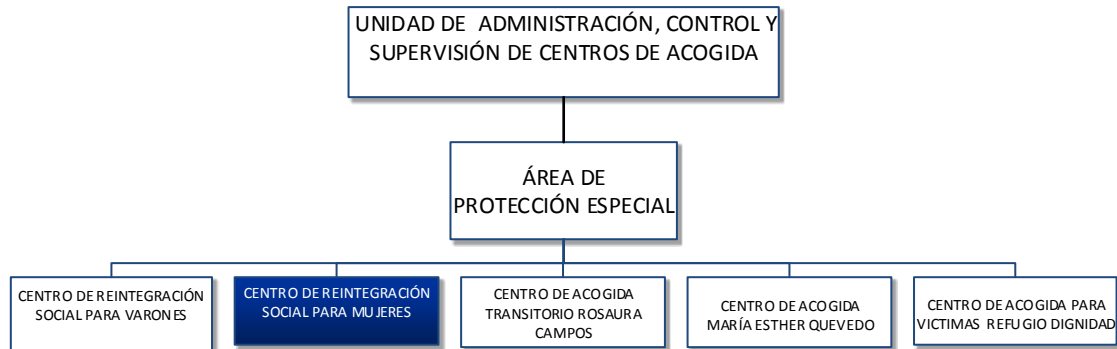 UNIDAD DE ADMINISTRACIÓN, CONTROL Y
SUPERVISIÓN DE CENTROS DE ACOGIDA
ÁREA DE
PROTECCIÓN ESPECIAL
CENTRO DE REINTEGRACIÓN
SOCIAL PARA VARONES
CENTRO DE REINTEGRACIÓN
SOCIAL PARA MUJERES
CENTRO DE ACOGIDA
TRANSITORIO ROSAURA
CAMPOS
CENTRO DE ACOGIDA
MARÍA ESTHER QUEVEDO
CENTRO DE ACOGIDA PARA
VICTIMAS REFUGIO DIGNIDAD